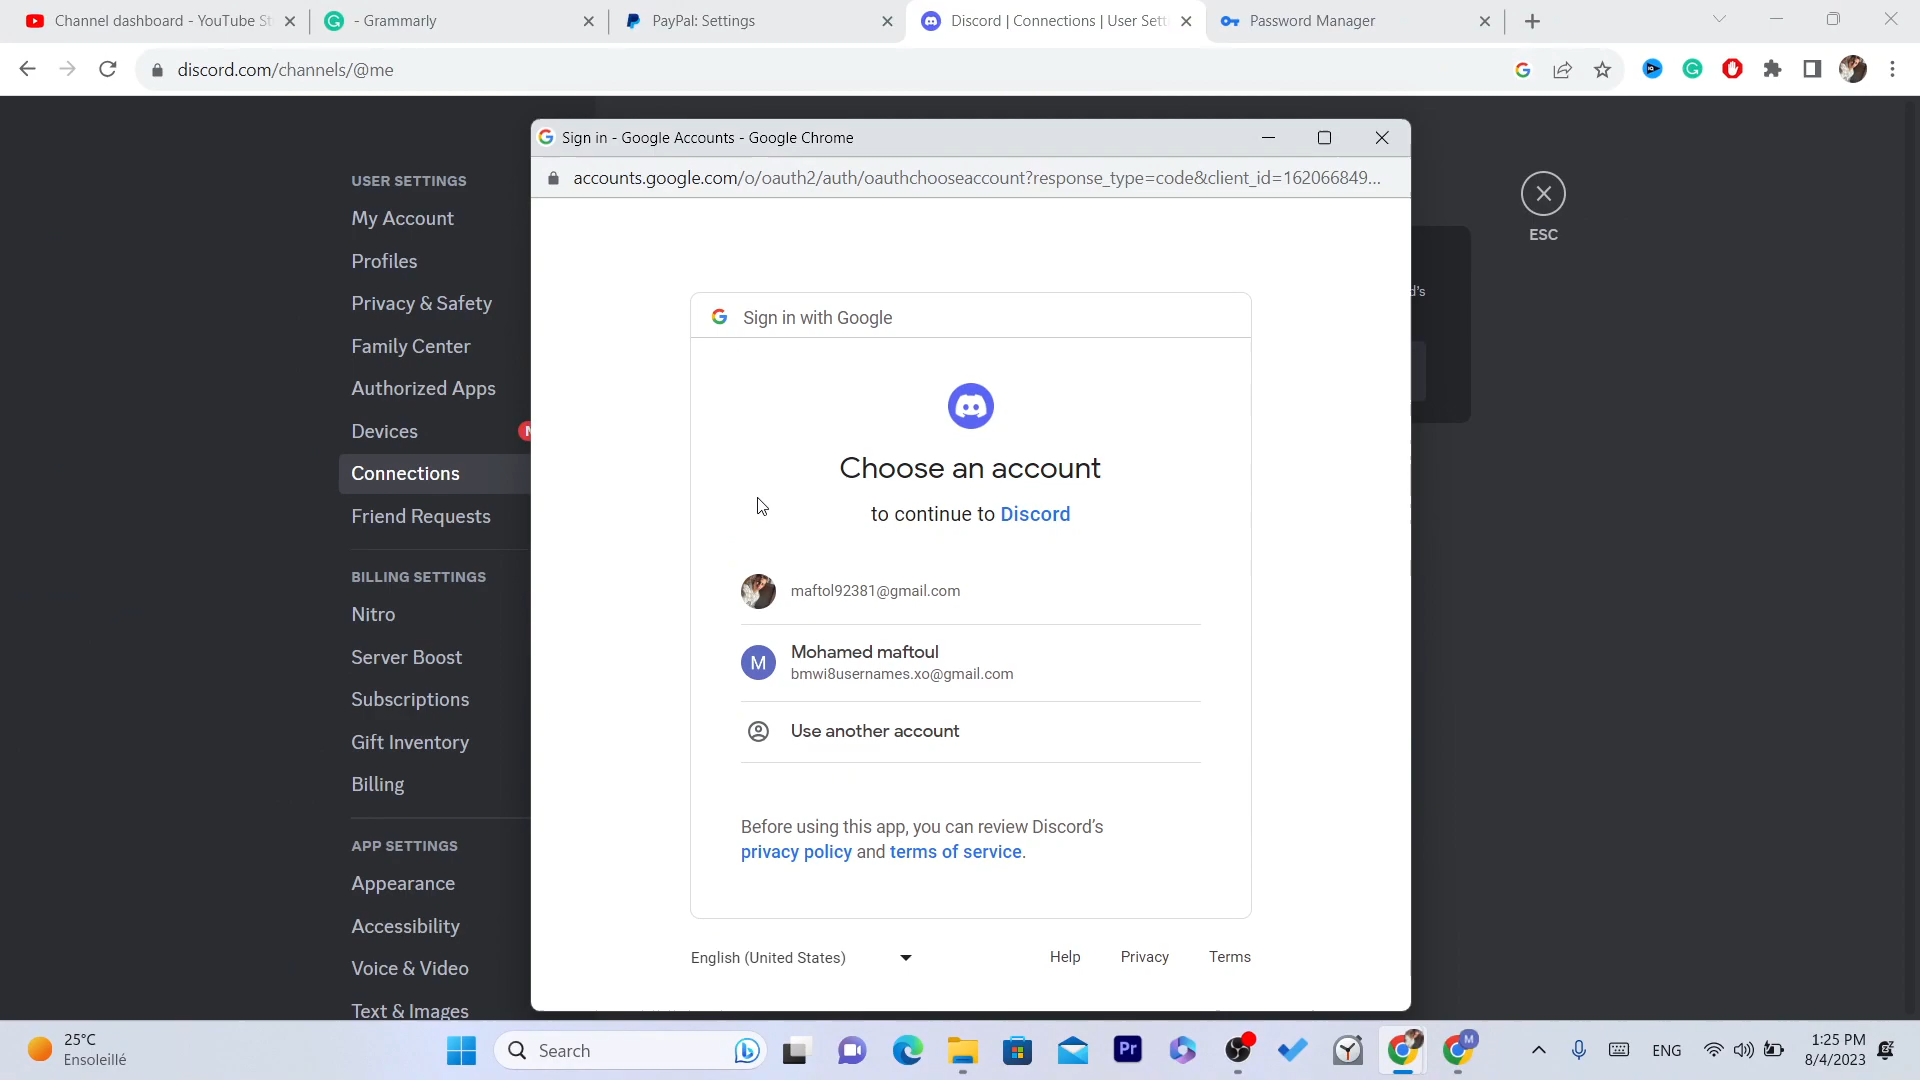 Channel dashboard - YouTube St
- Grammarly
PayPal: Settings
Discord | Connections | User Sett
Password Manager
discord.com/channels/@me
Sign in - Google Accounts - Google Chrome
accounts.google.com/o/oauth2/auth/oauthchooseaccount?response_type=code&client_id=162066849...
USER SETTINGS
My Account
Profiles
Privacy & Safety
Family Center
Authorized Apps
Devices
Connections
Friend Requests
BILLING SETTINGS
Nitro
Server Boost
Subscriptions
Gift Inventory
Billing
APP SETTINGS
Appearance
Accessibility
Voice & Video
Text & Images
ESC
d's
Sign in with Google
Choose an account
to continue to Discord
maftol92381@gmail.com
M
Mohamed maftoul
bmwi8usernames.xo@gmail.com
Use another account
Before using this app, you can review Discord's
privacy policy and terms of service.
English (United States)
Help
Privacy
Terms
25°C
Ensoleillé
Search
Pr
M
ENG
1:25 PM
8/4/2023